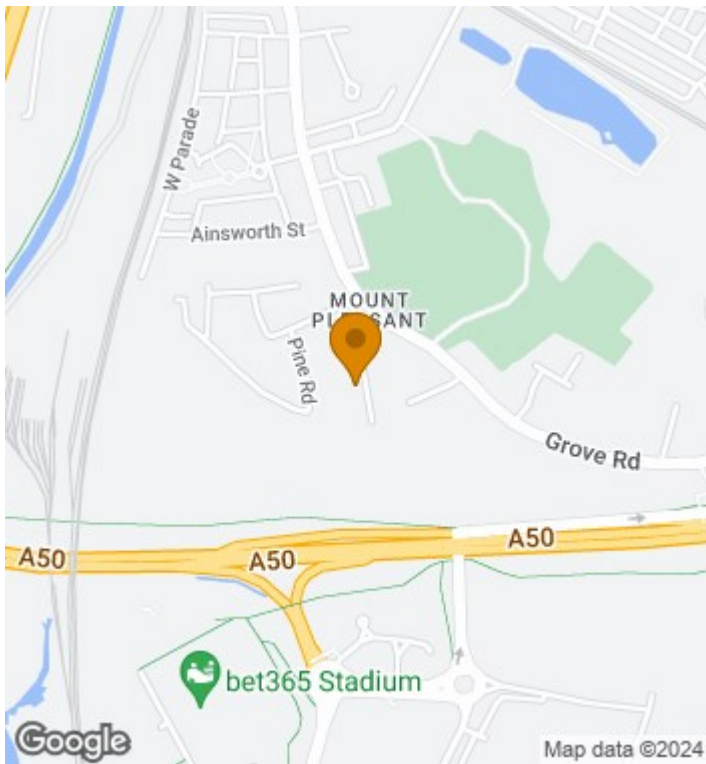 W Parade
Ainsworth St
MOUNT
PLEASANT
Pine Rd
Grove Rd
A50
A50
A50
bet365 Stadium
Google
Map data ©2024